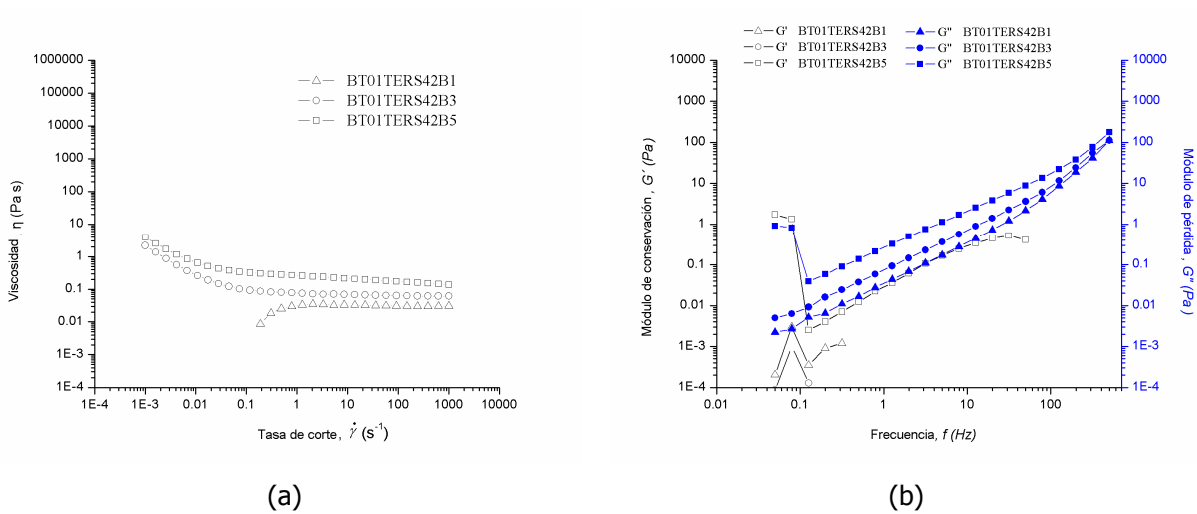 (a)
1000000
100000
10000
1000
100
10
1
0.1
0.01
1E-3
1E-4
Viscosidad , η (Pa s)
—△— BT01TERS42B1
—○— BT01TERS42B3
—□— BT01TERS42B5
1E-4 1E-3 0.01 0.1 1 10 100 1000 10000
Tasa de corte , γ̇ (s⁻¹)
(a)
(b)
—△—G' BT01TERS42B1 —▲—G" BT01TERS42B1
—○—G' BT01TERS42B3 —●—G" BT01TERS42B3
—□—G' BT01TERS42B5 —■—G" BT01TERS42B5
10000
1000
100
10
1
0.1
0.01
1E-3
1E-4
Módulo de conservación , G´ (Pa)
10000
1000
100
10
1
0.1
0.01
1E-3
1E-4
Módulo de pérdida , G" (Pa)
0.01 0.1 1 10 100
Frecuencia, f (Hz)
(b)